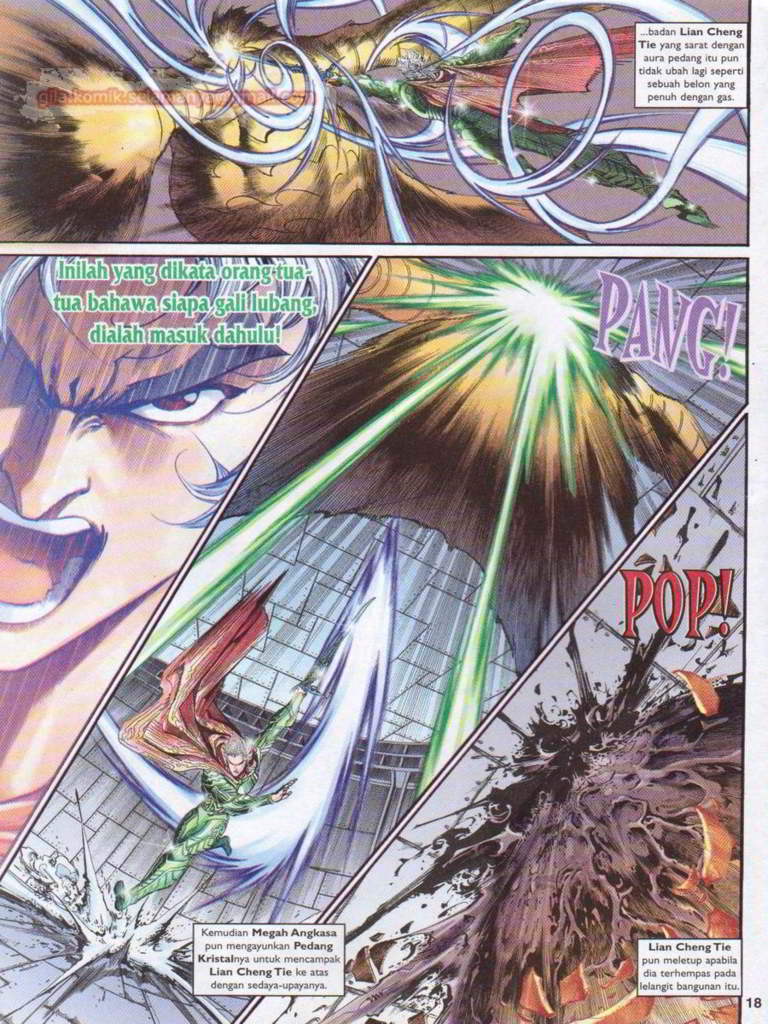 ...badan Lian Cheng
Tie yang sarat dengan
aura pedang itu pun
tidak ubah lagi seperti
sebuah belon yang
penuh dengan gas.
Inilah yang dikata orang tua-
tua bahawa siapa gali lubang,
dialah masuk dahulu!
PANG!
POP!
Kemudian Megah Angkasa
pun mengayunkan Pedang
Kristalnya untuk mencampak
Lian Cheng Tie ke atas
dengan sedaya-upayanya.
Lian Cheng Tie
pun meletup apabila
dia terhempas pada
lelangit bangunan itu.
18